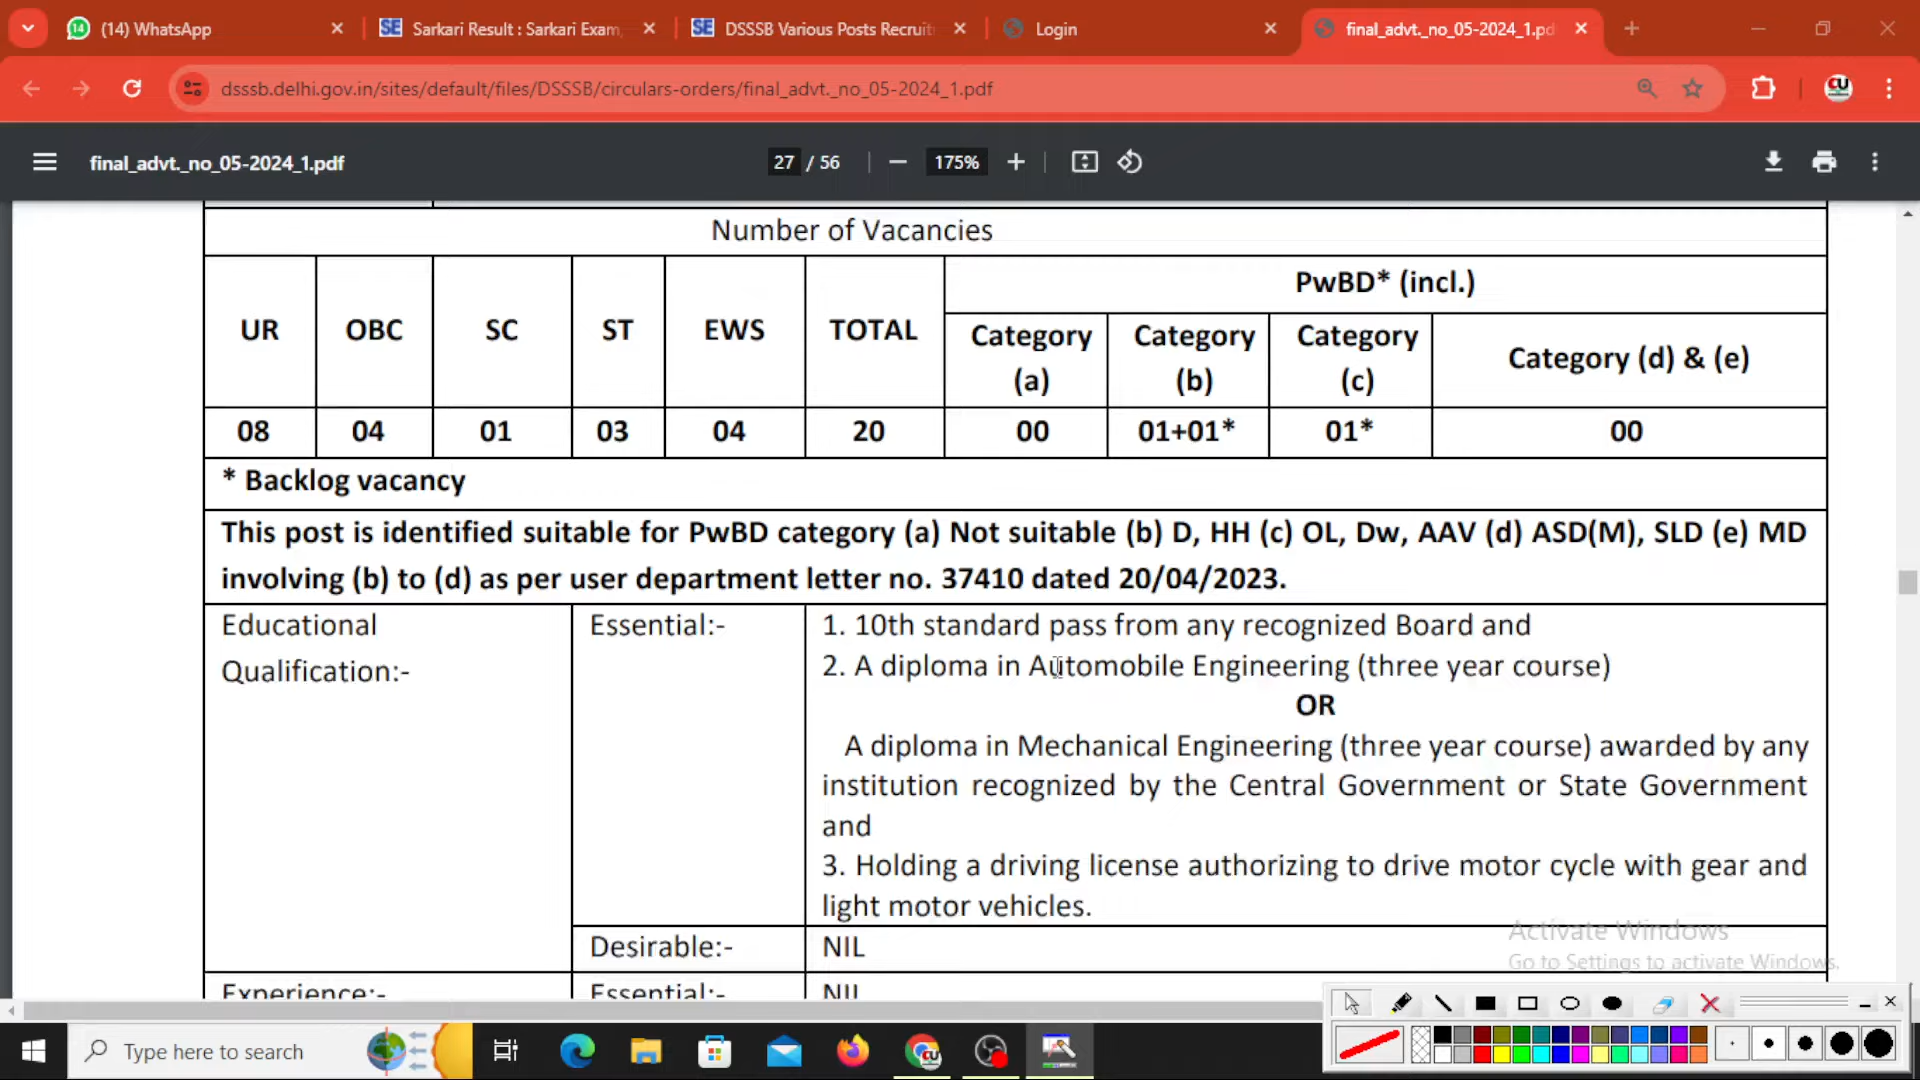 (14) WhatsApp
Sarkari Result : Sarkari Exam,
DSSSB Various Posts Recruit
Login
final_advt._no_05-2024_1.pd
dsssb.delhi.gov.in/sites/default/files/DSSSB/circulars-orders/final_advt._no_05-2024_1.pdf
final_advt._no_05-2024_1.pdf
27 / 56
175%
Number of Vacancies
UR OBC SC ST EWS TOTAL PwBD* (incl.)
Category (a) Category (b) Category (c) Category (d) & (e)
08 04 01 03 04 20 00 01+01* 01* 00
* Backlog vacancy
This post is identified suitable for PwBD category (a) Not suitable (b) D, HH (c) OL, Dw, AAV (d) ASD(M), SLD (e) MD
involving (b) to (d) as per user department letter no. 37410 dated 20/04/2023.
Educational
Qualification:-
Essential:-
1. 10th standard pass from any recognized Board and
2. A diploma in Automobile Engineering (three year course)
OR
A diploma in Mechanical Engineering (three year course) awarded by any
institution recognized by the Central Government or State Government
and
3. Holding a driving license authorizing to drive motor cycle with gear and
light motor vehicles.
Desirable:-
NIL
Experience:-
Essential:-
NIL
Activate Windows
Go to Settings to activate Windows.
Type here to search